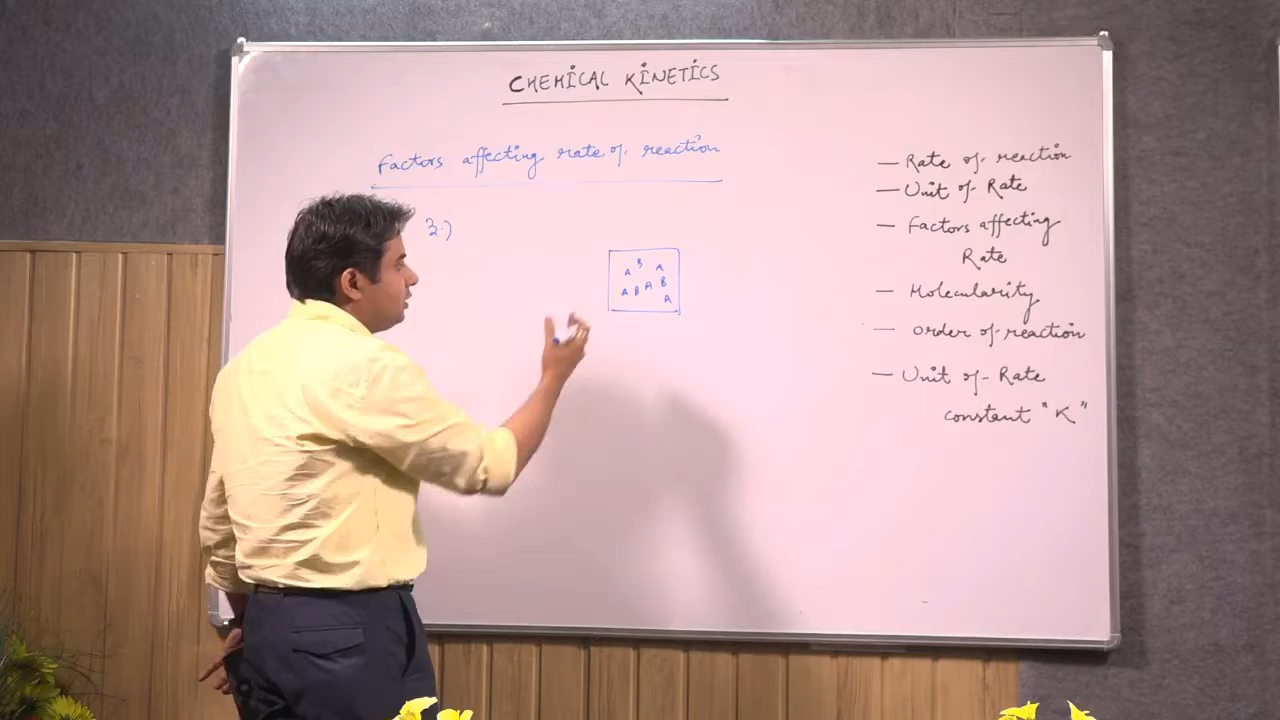 CHEMICAL KINETICS
Factors affecting rate of reaction
3.)
B
A A
B
A B A
A
— Rate of reaction
— Unit of Rate
— Factors affecting
Rate
— Molecularity
— order of reaction
— Unit of Rate
constant "K"